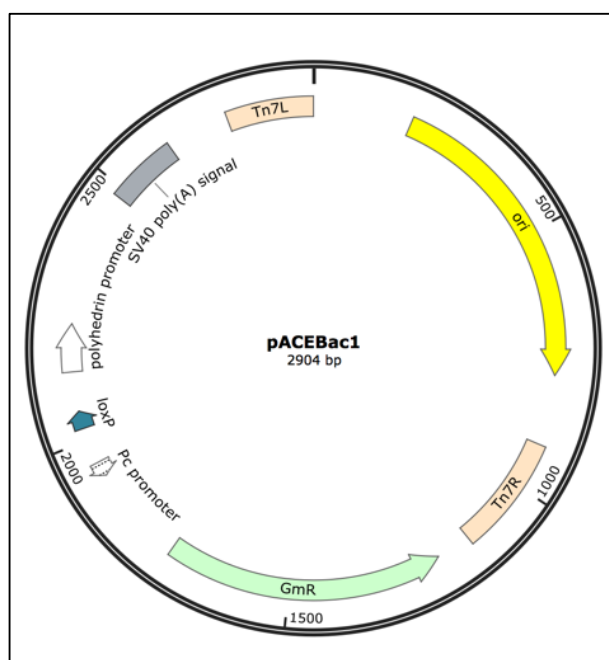 Tn7L
ori
500
Tn7R
1000
GmR
1500
Pc promoter
2000
loxP
polyhedrin promoter
SV40 poly(A) signal
2500
pACEBac1
2904 bp